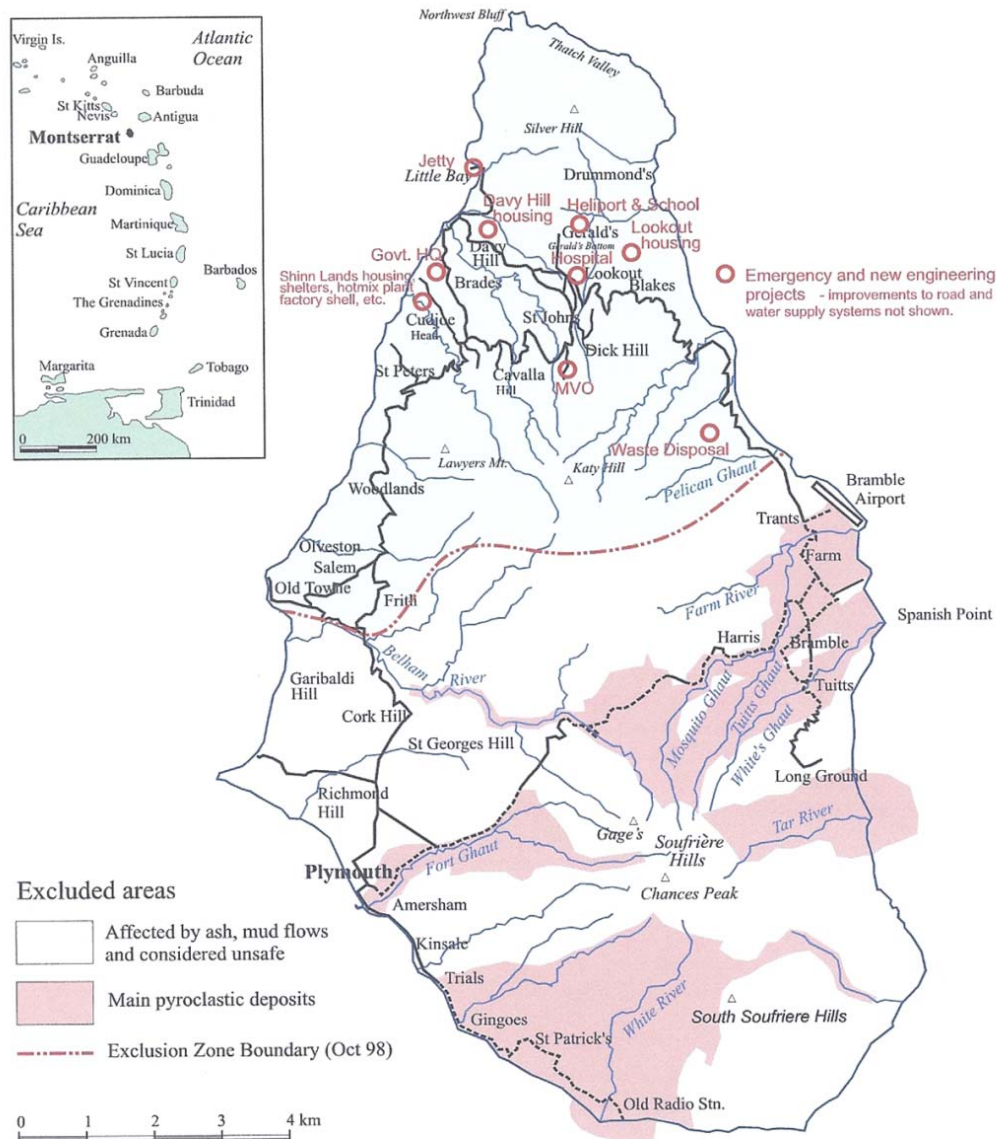 Virgin Is.
Atlantic
Ocean
Anguilla
Barbuda
St Kitts
Nevis
Antigua
Montserrat
Guadeloupe
Dominica
Caribbean
Sea
Martinique
St Lucia
St Vincent
Barbados
The Grenadines
Grenada
Margarita
Tobago
Trinidad
0 200 km
Northwest Bluff
Thatch Valley
Silver Hill
Jetty
Little Bay
Drummond's
Davy Hill
housing
Heliport & School
Gerald's
Gerald's Bottom
Lookout
housing
Davy
Hill
Hospital
Lookout
Govt. HQ
Brades
Blakes
Shinn Lands housing
shelters, hotmix plant
factory shell, etc.
Emergency and new engineering
projects - improvements to road and
water supply systems not shown.
Cudjoe
Head
St Johns
Dick Hill
St Peters
Cavalla
Hill
MVO
Waste Disposal
Lawyers Mt.
Katy Hill
Pelican Ghaut
Woodlands
Bramble
Airport
Trants
Olveston
Salem
Old Towne
Frith
Farm
Farm River
Spanish Point
Harris
Bramble
Belham
River
Garibaldi
Hill
Cork Hill
Mosquito Ghaut
Tuitts Ghaut
White's Ghaut
Tuitts
St Georges Hill
Long Ground
Richmond
Hill
Gage's
Soufrière
Hills
Tar River
Fort Ghaut
Plymouth
Chances Peak
Amersham
Kinsale
Trials
Gingoes
St Patrick's
White River
South Soufriere Hills
Old Radio Stn.
Excluded areas
Affected by ash, mud flows
and considered unsafe
Main pyroclastic deposits
Exclusion Zone Boundary (Oct 98)
0 1 2 3 4 km